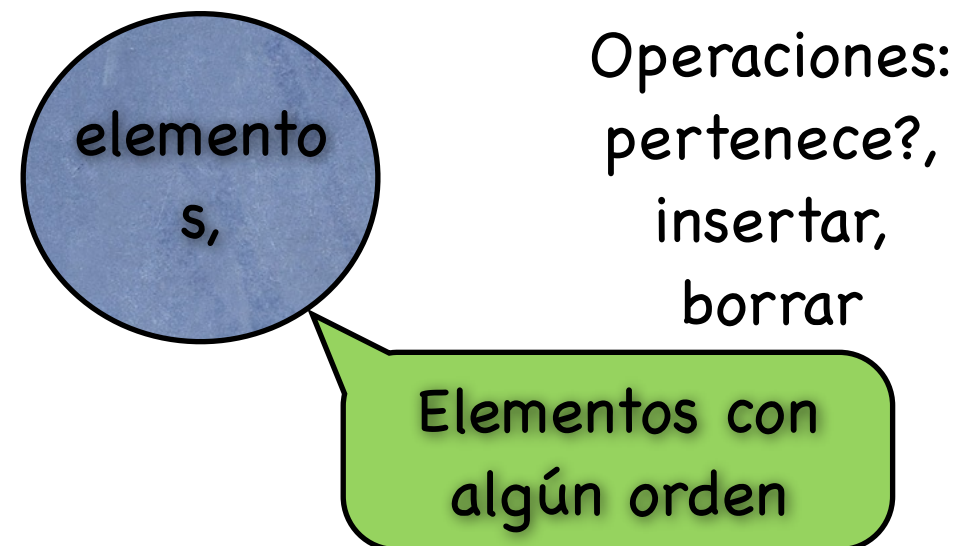 elemento
s,
Operaciones:
pertenece?,
insertar,
borrar
Elementos con
algún orden